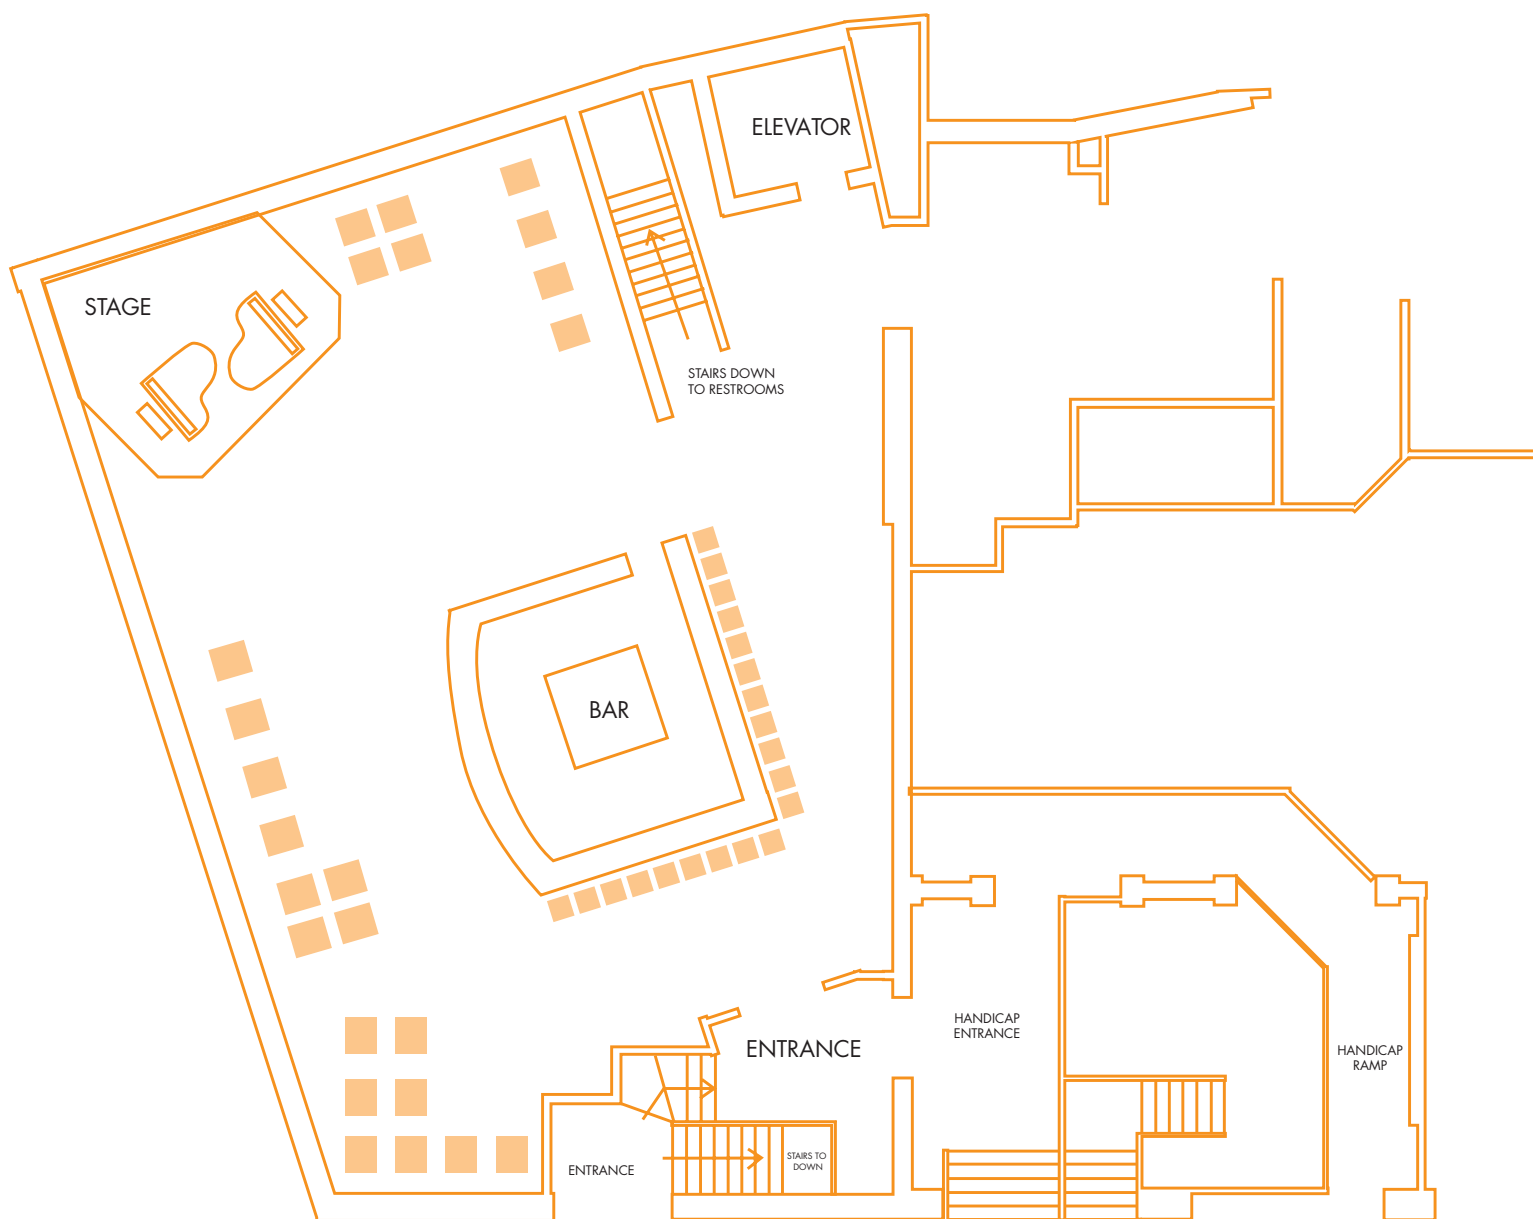 ELEVATOR
STAGE
STAIRS DOWN
TO RESTROOMS
BAR
HANDICAP
ENTRANCE
ENTRANCE
HANDICAP
RAMP
STAIRS TO
DOWN
ENTRANCE